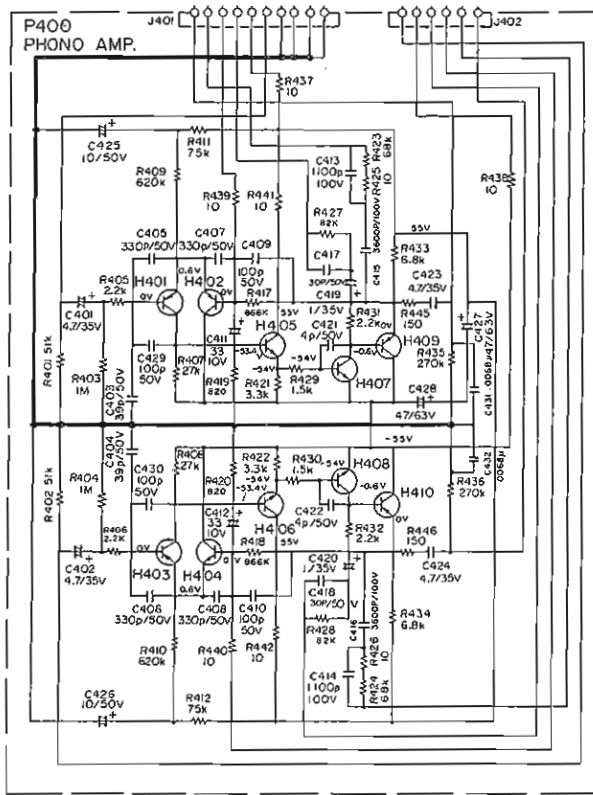 P400
PHONO AMP.
J401
J402
R437
10
C425
10/50V
R411
75k
R409
620k
R439
10
R441
10
C413
1100p
100V
R423
68k
R425
10
R438
10
C405
330p/50V
C407
330p/50V
C409
100p
50V
R427
82K
C417
30P/50V
C415
3600P/100V
55V
R433
6.8k
C423
4.7/35V
R405
2.2k
H401
0V
0.6V
H402
0V
R417
866K
55V
C419
1/35V
R431
2.2k
C421
4p/50V
0V
-0.6V
H409
R445
150
C427
47/63V
C401
4.7/35V
C411
33
10V
-53.4
H405
-54V
-54V
H407
R401 51k
R403
1M
C429
100p
50V
R407
27k
R419
820
R421
3.3k
R429
1.5k
R435
270k
C403
39p/50V
C428
47/63V
C431 .0068μ
C404
39p/50V
-55V
C432
.0068μ
R402 51k
R404
1M
C430
100p
50V
R408
27k
R420
820
R422
3.3k
-54V
-53.4V
R430
1.5k
-54V
H408
-0.6V
H410
0V
R436
270k
R406
2.2k
0V
H403
0.6V
H404
0V
C412
33
10V
R418
866K
H406
55V
C422
4p/50V
R432
2.2k
R446
150
C402
4.7/35V
C420
1/35V
C424
4.7/35V
C406
330p/50V
C408
330p/50V
C410
100p
50V
C418
30P/50
V
R428
82K
C416
3600P/100V
R434
6.8k
R410
620k
R440
10
R442
10
C414
1100p
100V
R426
10
R424
68k
C426
10/50V
R412
75k